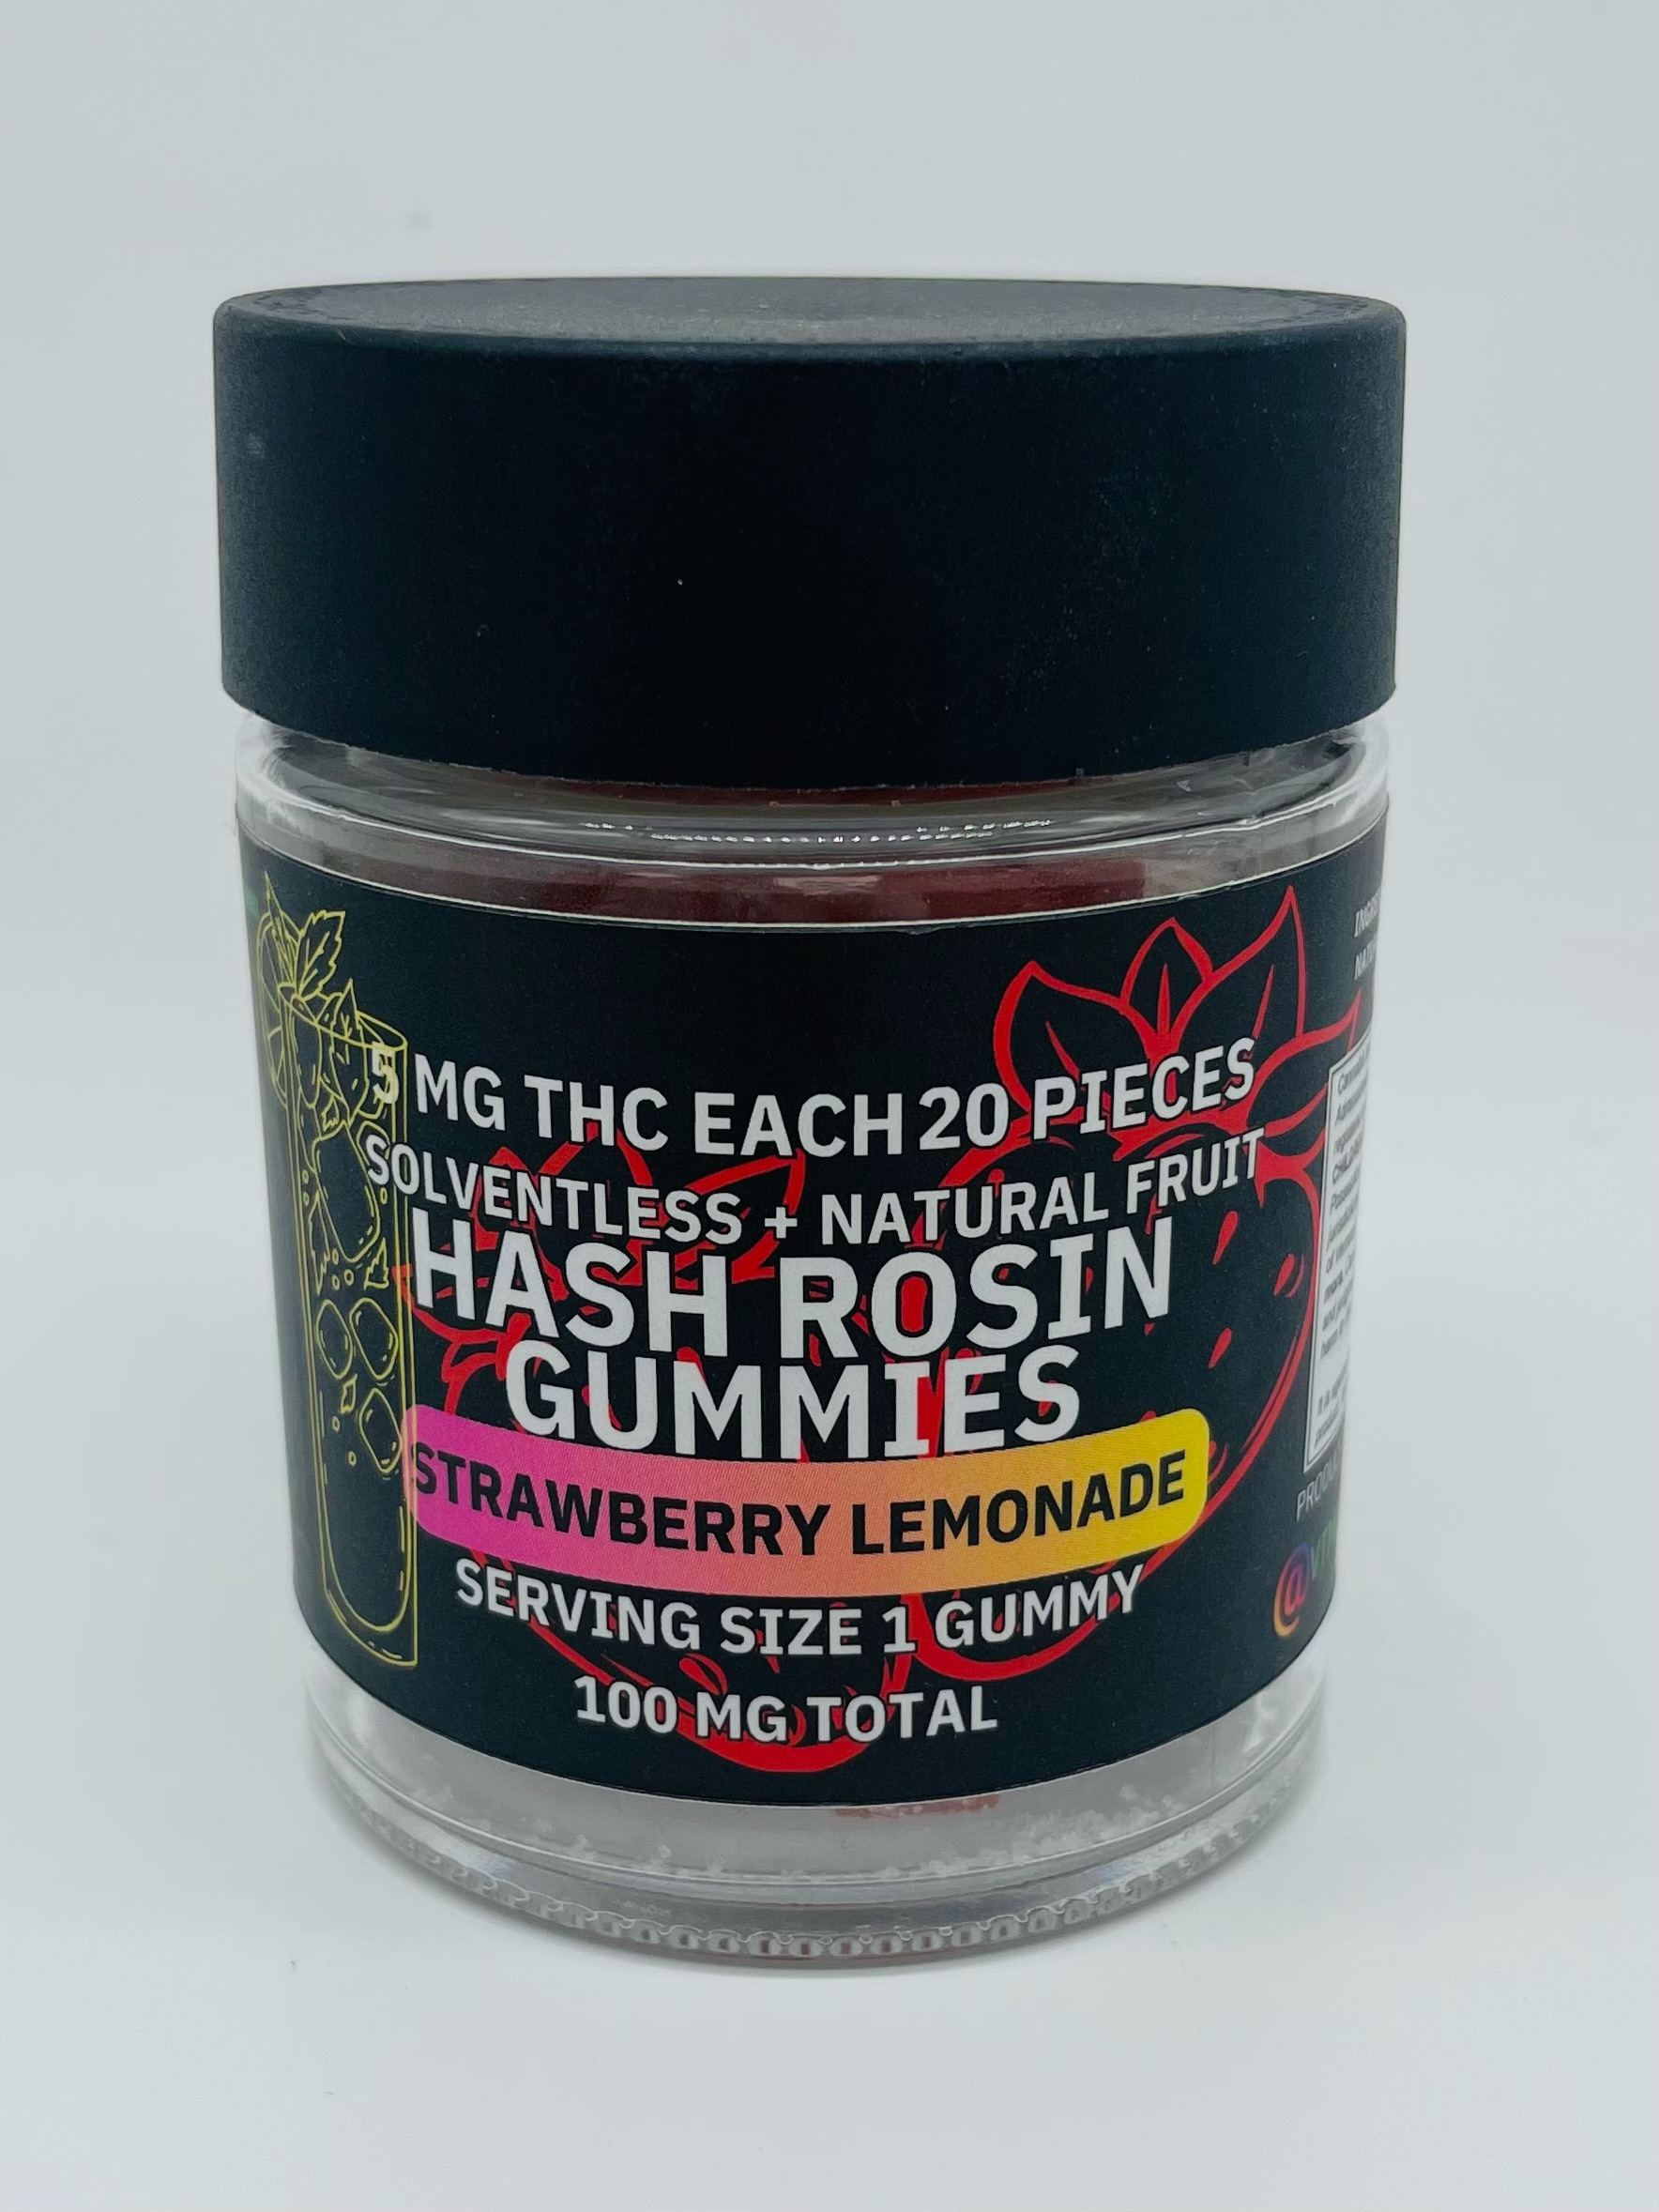 5 MG THC EACH 20 PIECES
SOLVENTLESS + NATURAL FRUIT
HASH ROSIN
GUMMIES
STRAWBERRY LEMONADE
SERVING SIZE 1 GUMMY
100 MG TOTAL